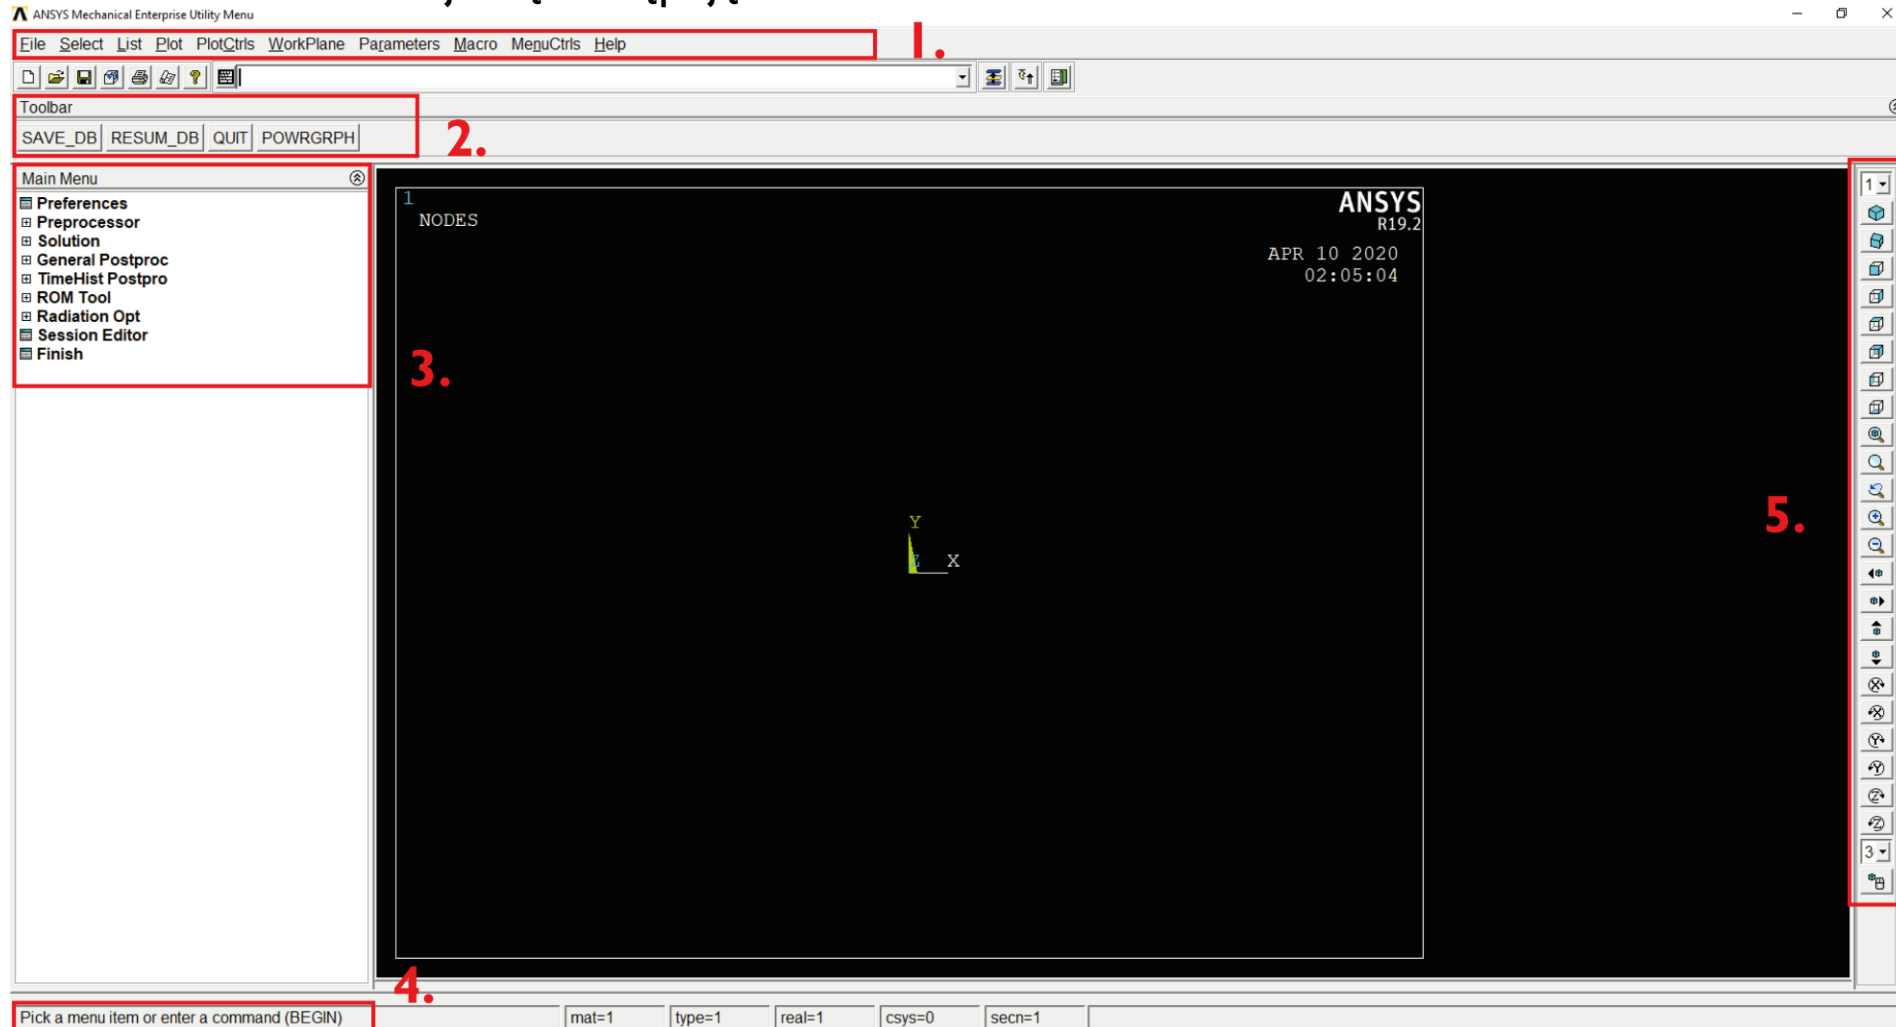 ANSYS Mechanical Enterprise Utility Menu
File Select List Plot PlotCtrls WorkPlane Parameters Macro MenuCtrls Help
1.
Toolbar
SAVE_DB RESUM_DB QUIT POWRGRPH
2.
Main Menu
Preferences
Preprocessor
Solution
General Postproc
TimeHist Postpro
ROM Tool
Radiation Opt
Session Editor
Finish
3.
1
NODES
ANSYS
R19.2
APR 10 2020
02:05:04
Y
Z X
1
5.
3
4.
Pick a menu item or enter a command (BEGIN) mat=1 type=1 real=1 csys=0 secn=1